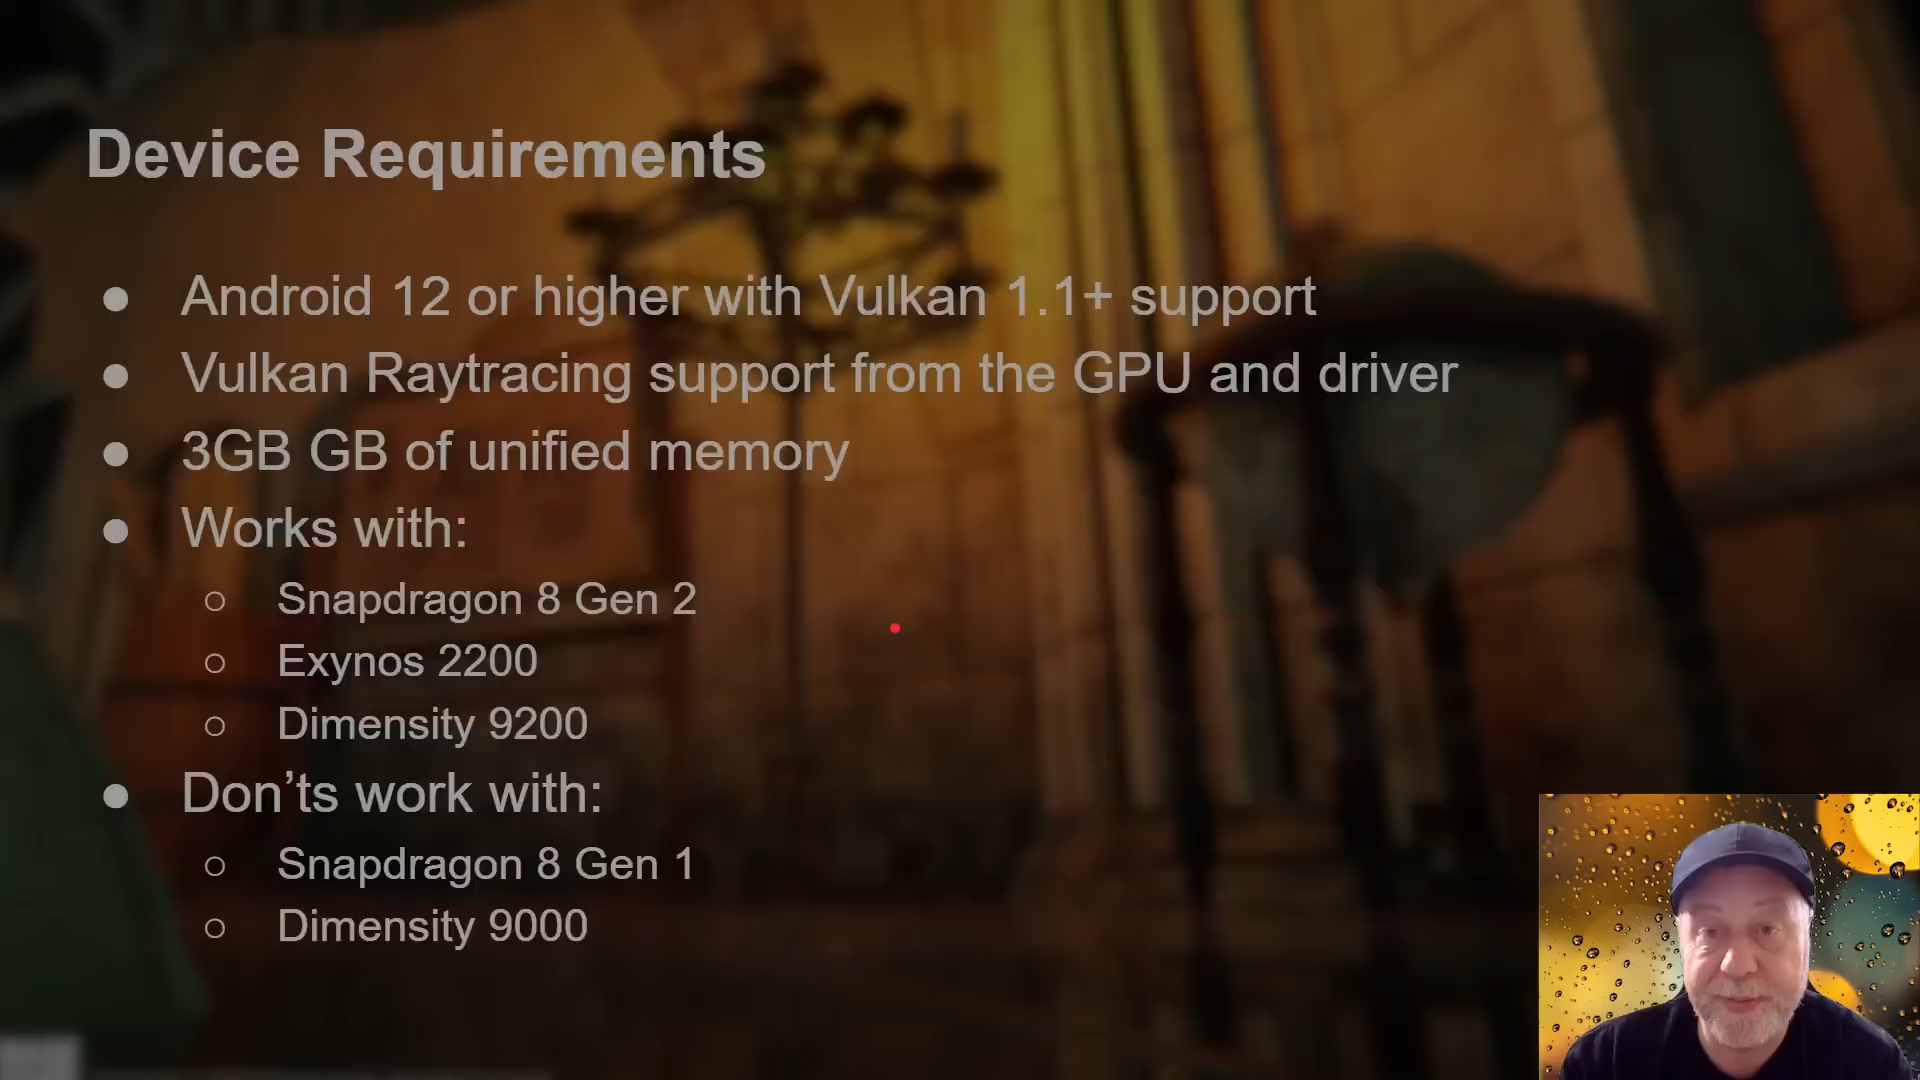 Device Requirements
Android 12 or higher with Vulkan 1.1+ support
Vulkan Raytracing support from the GPU and driver
3GB GB of unified memory
Works with:
Snapdragon 8 Gen 2
Exynos 2200
Dimensity 9200
Don’ts work with:
Snapdragon 8 Gen 1
Dimensity 9000